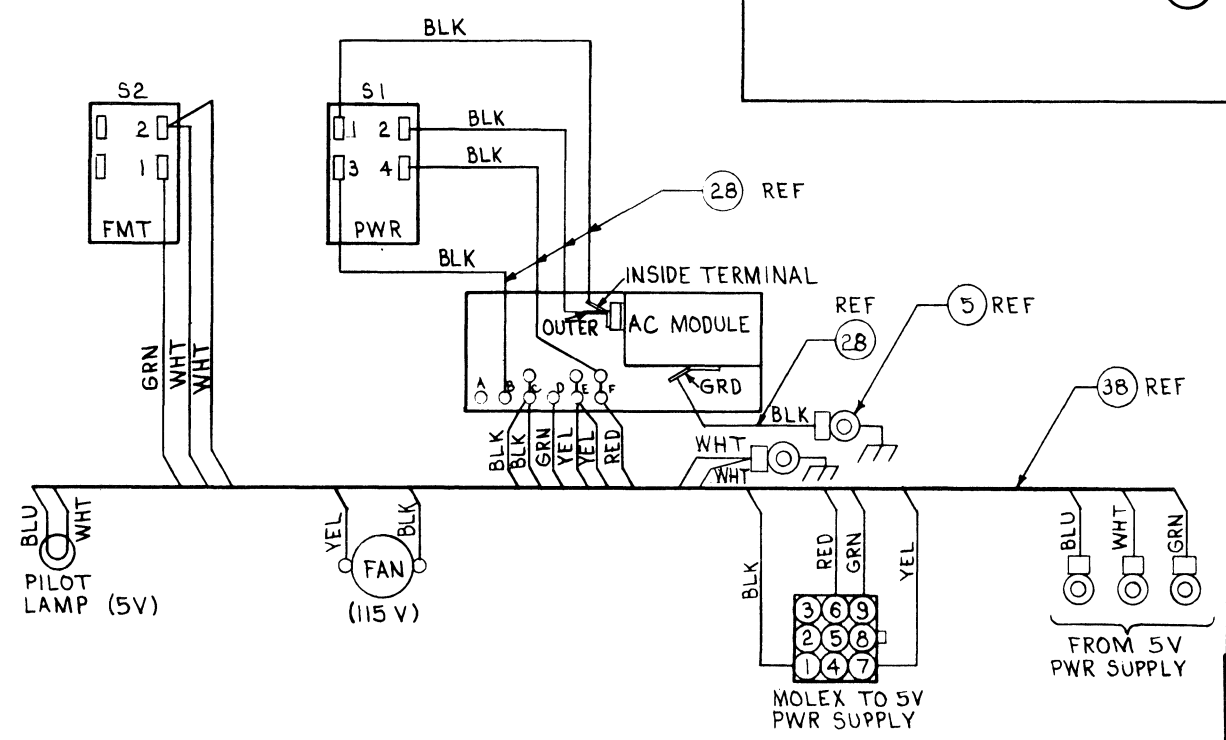 BLK
S2
S1
2
1
FMT
1 2
3 4
PWR
BLK
BLK
BLK
28 REF
INSIDE TERMINAL
OUTER
AC MODULE
GRD
A B C D E F
REF
28
5 REF
38 REF
BLK
WHT
WHT
GRN
WHT
WHT
BLK
BLK
GRN
YEL
YEL
RED
BLU
WHT
PILOT
LAMP (5V)
YEL
BLK
FAN
(115 V)
BLK
RED
GRN
YEL
3 6 9
2 5 8
1 4 7
MOLEX TO 5V
PWR SUPPLY
BLU
WHT
GRN
FROM 5V
PWR SUPPLY